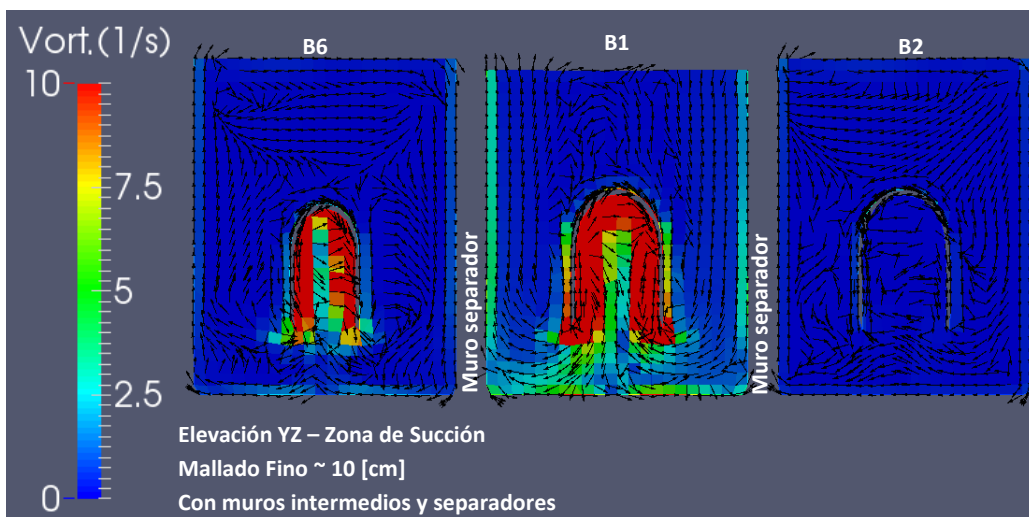 Vort.(1/s)
10
7.5
5
2.5
0
B6
B1
B2
Muro separador
Muro separador
Elevación YZ – Zona de Succión
Mallado Fino ~ 10 [cm]
Con muros intermedios y separadores